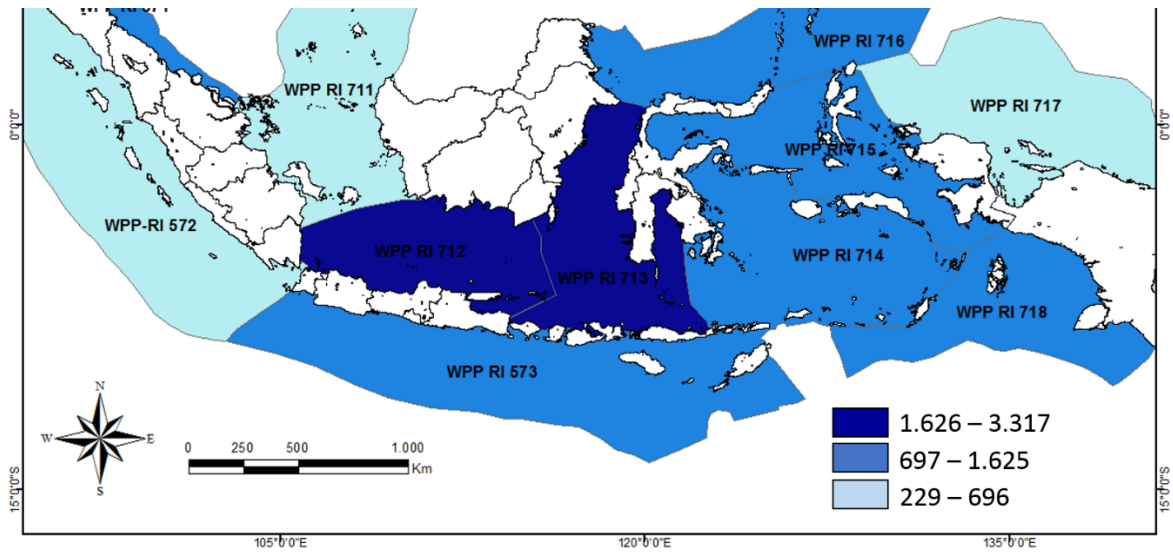 WPP RI 571
WPP RI 716
WPP RI 711
WPP RI 717
0°0'0"
0°0'0"
WPP RI 715
WPP-RI 572
WPP RI 712
WPP RI 714
WPP RI 713
WPP RI 718
WPP RI 573
N
W
E
S
0 250 500 1.000
Km
1.626 – 3.317
697 – 1.625
229 – 696
15°0'0"S
15°0'0"S
105°0'0"E
120°0'0"E
135°0'0"E